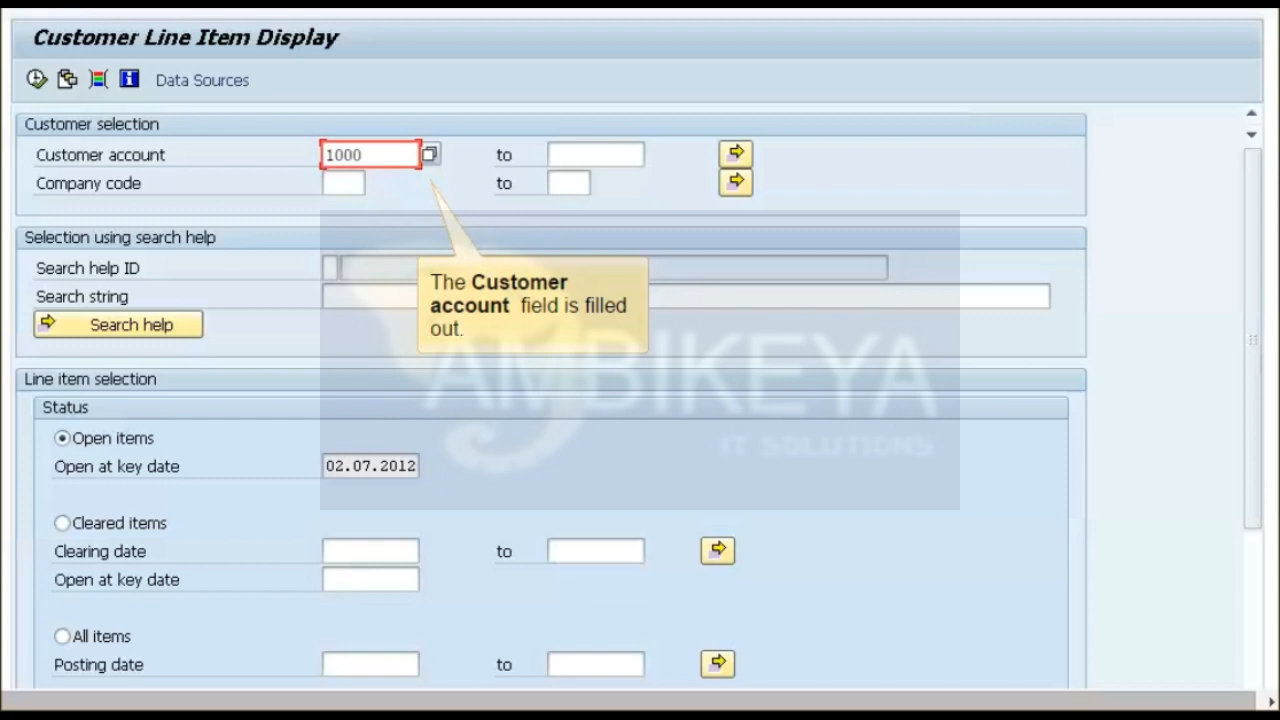 Customer Line Item Display
Data Sources
Customer selection
Customer account 1000 to
Company code to
Selection using search help
Search help ID
Search string
Search help
The Customer
account field is filled
out.
AMBIKEYA
IT SOLUTIONS
Line item selection
Status
Open items
Open at key date 02.07.2012
Cleared items
Clearing date to
Open at key date
All items
Posting date to